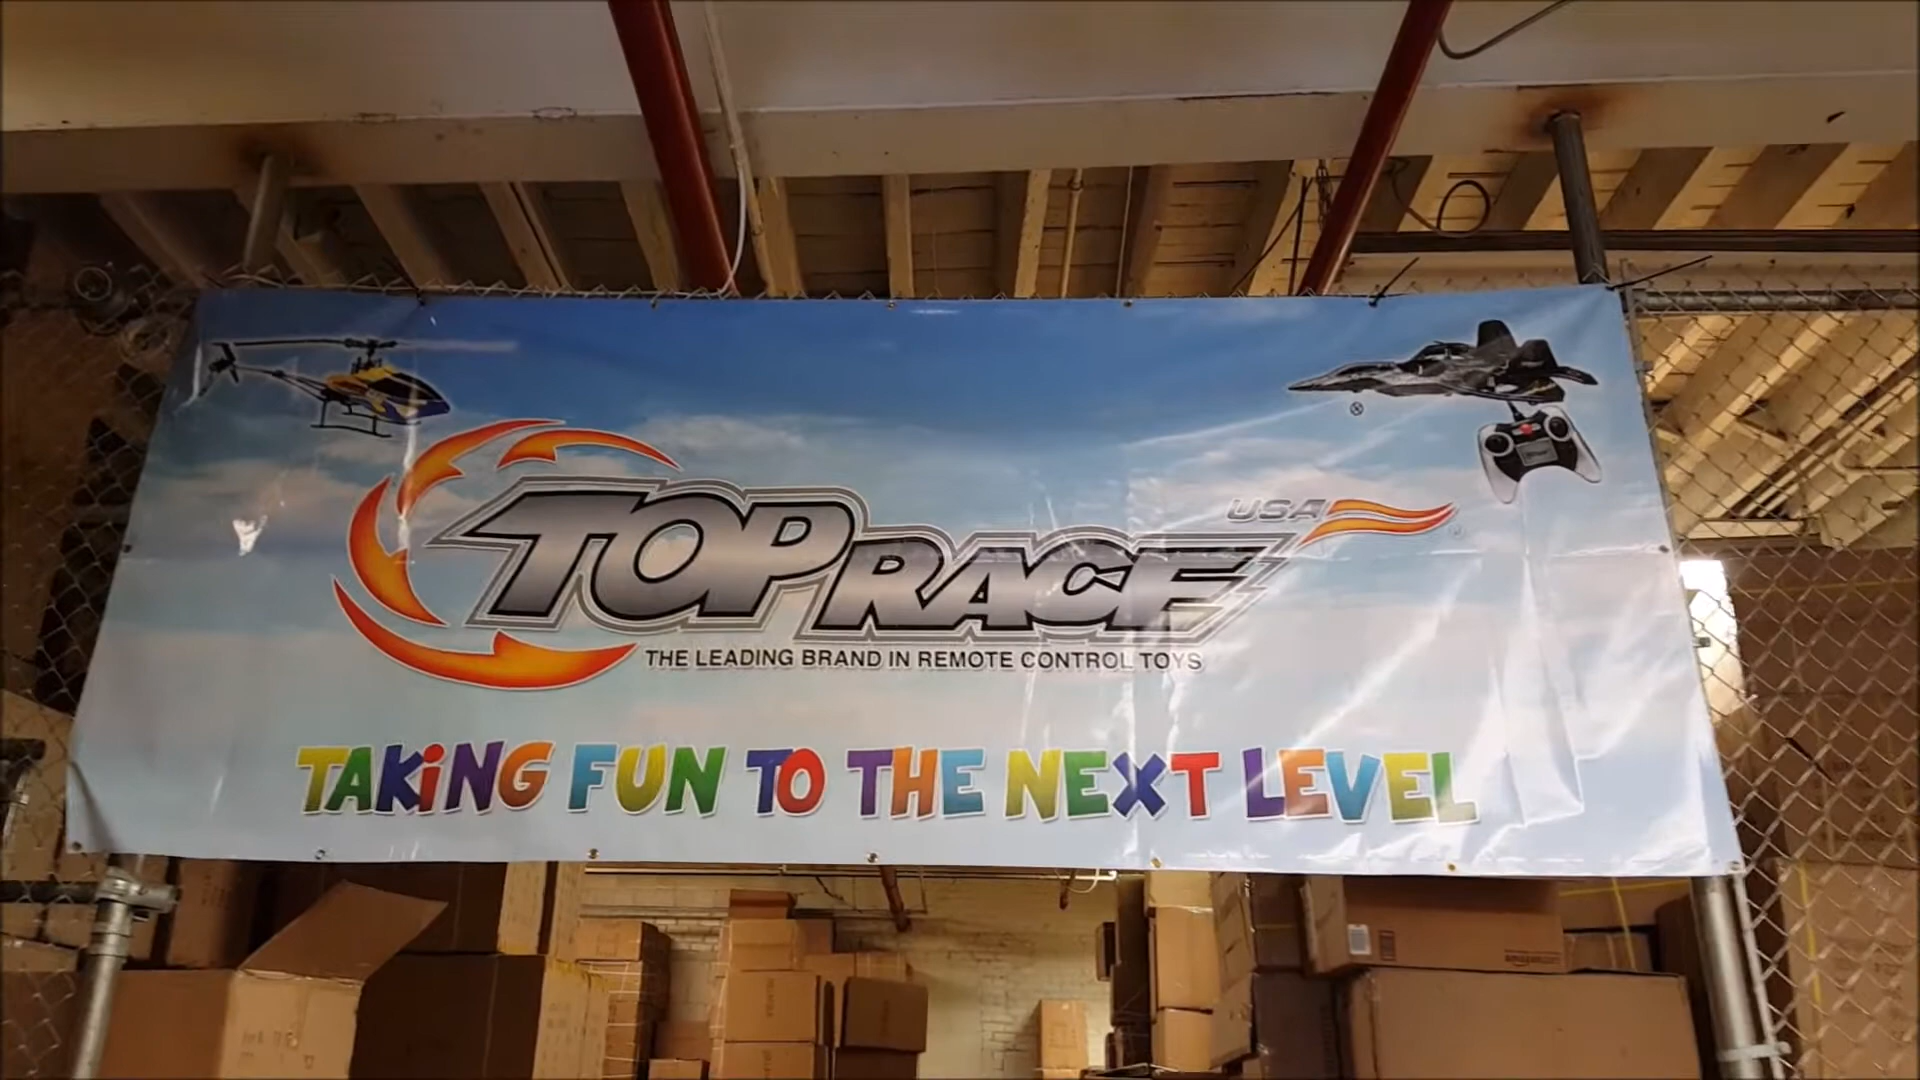 USA
TOP RACE
THE LEADING BRAND IN REMOTE CONTROL TOYS
TAKiNG FUN TO THE NEXT LEVEL